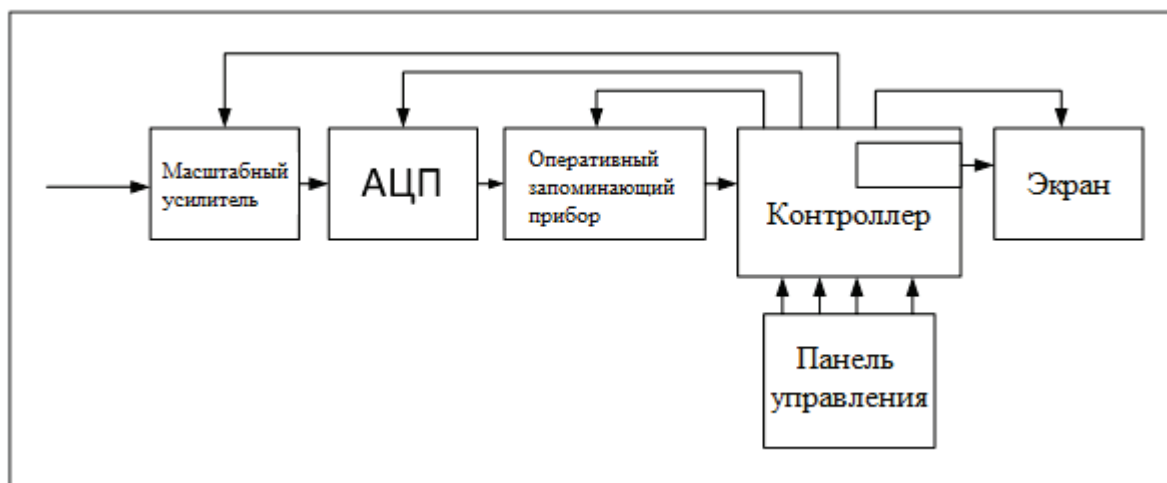 Масштабный
усилитель
АЦП
Оперативный
запоминающий
прибор
Контроллер
Экран
Панель
управления